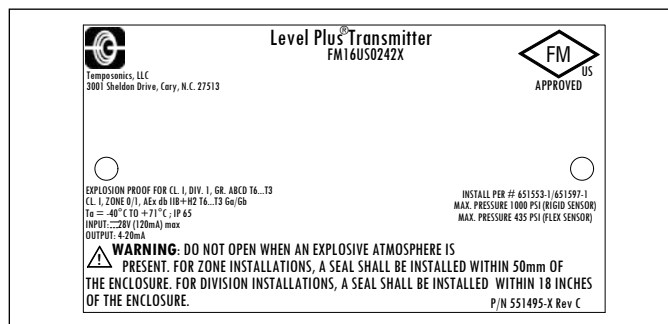 Level Plus® Transmitter
FM16US0242X
FM
US
APPROVED
Temposonics, LLC
3001 Sheldon Drive, Cary, N.C. 27513
EXPLOSION PROOF FOR CL. I, DIV. 1, GR. ABCD T6...T3
CL. I, ZONE 0/1, AEx db IIB+H2 T6...T3 Ga/Gb
Ta = -40°C TO +71°C ; IP 65
INPUT:⎓28V (120mA) max
OUTPUT: 4-20mA
INSTALL PER # 651553-1/651597-1
MAX. PRESSURE 1000 PSI (RIGID SENSOR)
MAX. PRESSURE 435 PSI (FLEX SENSOR)
WARNING: DO NOT OPEN WHEN AN EXPLOSIVE ATMOSPHERE IS
PRESENT. FOR ZONE INSTALLATIONS, A SEAL SHALL BE INSTALLED WITHIN 50mm OF
THE ENCLOSURE. FOR DIVISION INSTALLATIONS, A SEAL SHALL BE INSTALLED WITHIN 18 INCHES
OF THE ENCLOSURE.
P/N 551495-X Rev C